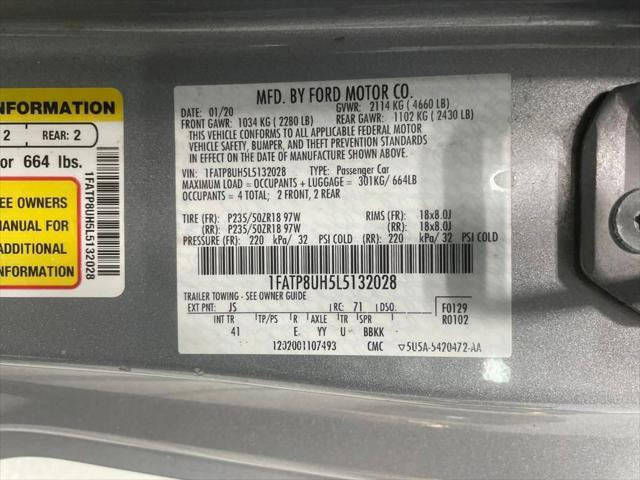 NFORMATION
2 REAR: 2
or 664 lbs.
EE OWNERS
ANUAL FOR
DDITIONAL
FORMATION
1FATP8UH5L5132028
MFD. BY FORD MOTOR CO.
DATE: 01/20 GVWR: 2114 KG ( 4660 LB)
FRONT GAWR: 1034 KG ( 2280 LB) REAR GAWR: 1102 KG ( 2430 LB)
THIS VEHICLE CONFORMS TO ALL APPLICABLE FEDERAL MOTOR
VEHICLE SAFETY, BUMPER, AND THEFT PREVENTION STANDARDS
IN EFFECT ON THE DATE OF MANUFACTURE SHOWN ABOVE.
VIN: 1FATP8UH5L5132028 TYPE: Passenger Car
MAXIMUM LOAD = OCCUPANTS + LUGGAGE = 301KG/ 664LB
OCCUPANTS = 4 TOTAL; 2 FRONT, 2 REAR
TIRE (FR): P235/50ZR18 97W RIMS (FR): 18x8.0J
(RR): P235/50ZR18 97W (RR): 18x8.0J
PRESSURE (FR): 220 kPa/ 32 PSI COLD (RR): 220 kPa/ 32 PSI COLD
1FATP8UH5L5132028
TRAILER TOWING - SEE OWNER GUIDE
EXT PNT: JS RC: 71 DSO: F0129
INT TR TP/PS R AXLE TR SPR R0102
41 E YY U BBKK
1202001107493 CMC ▽5U5A-5420472-AA